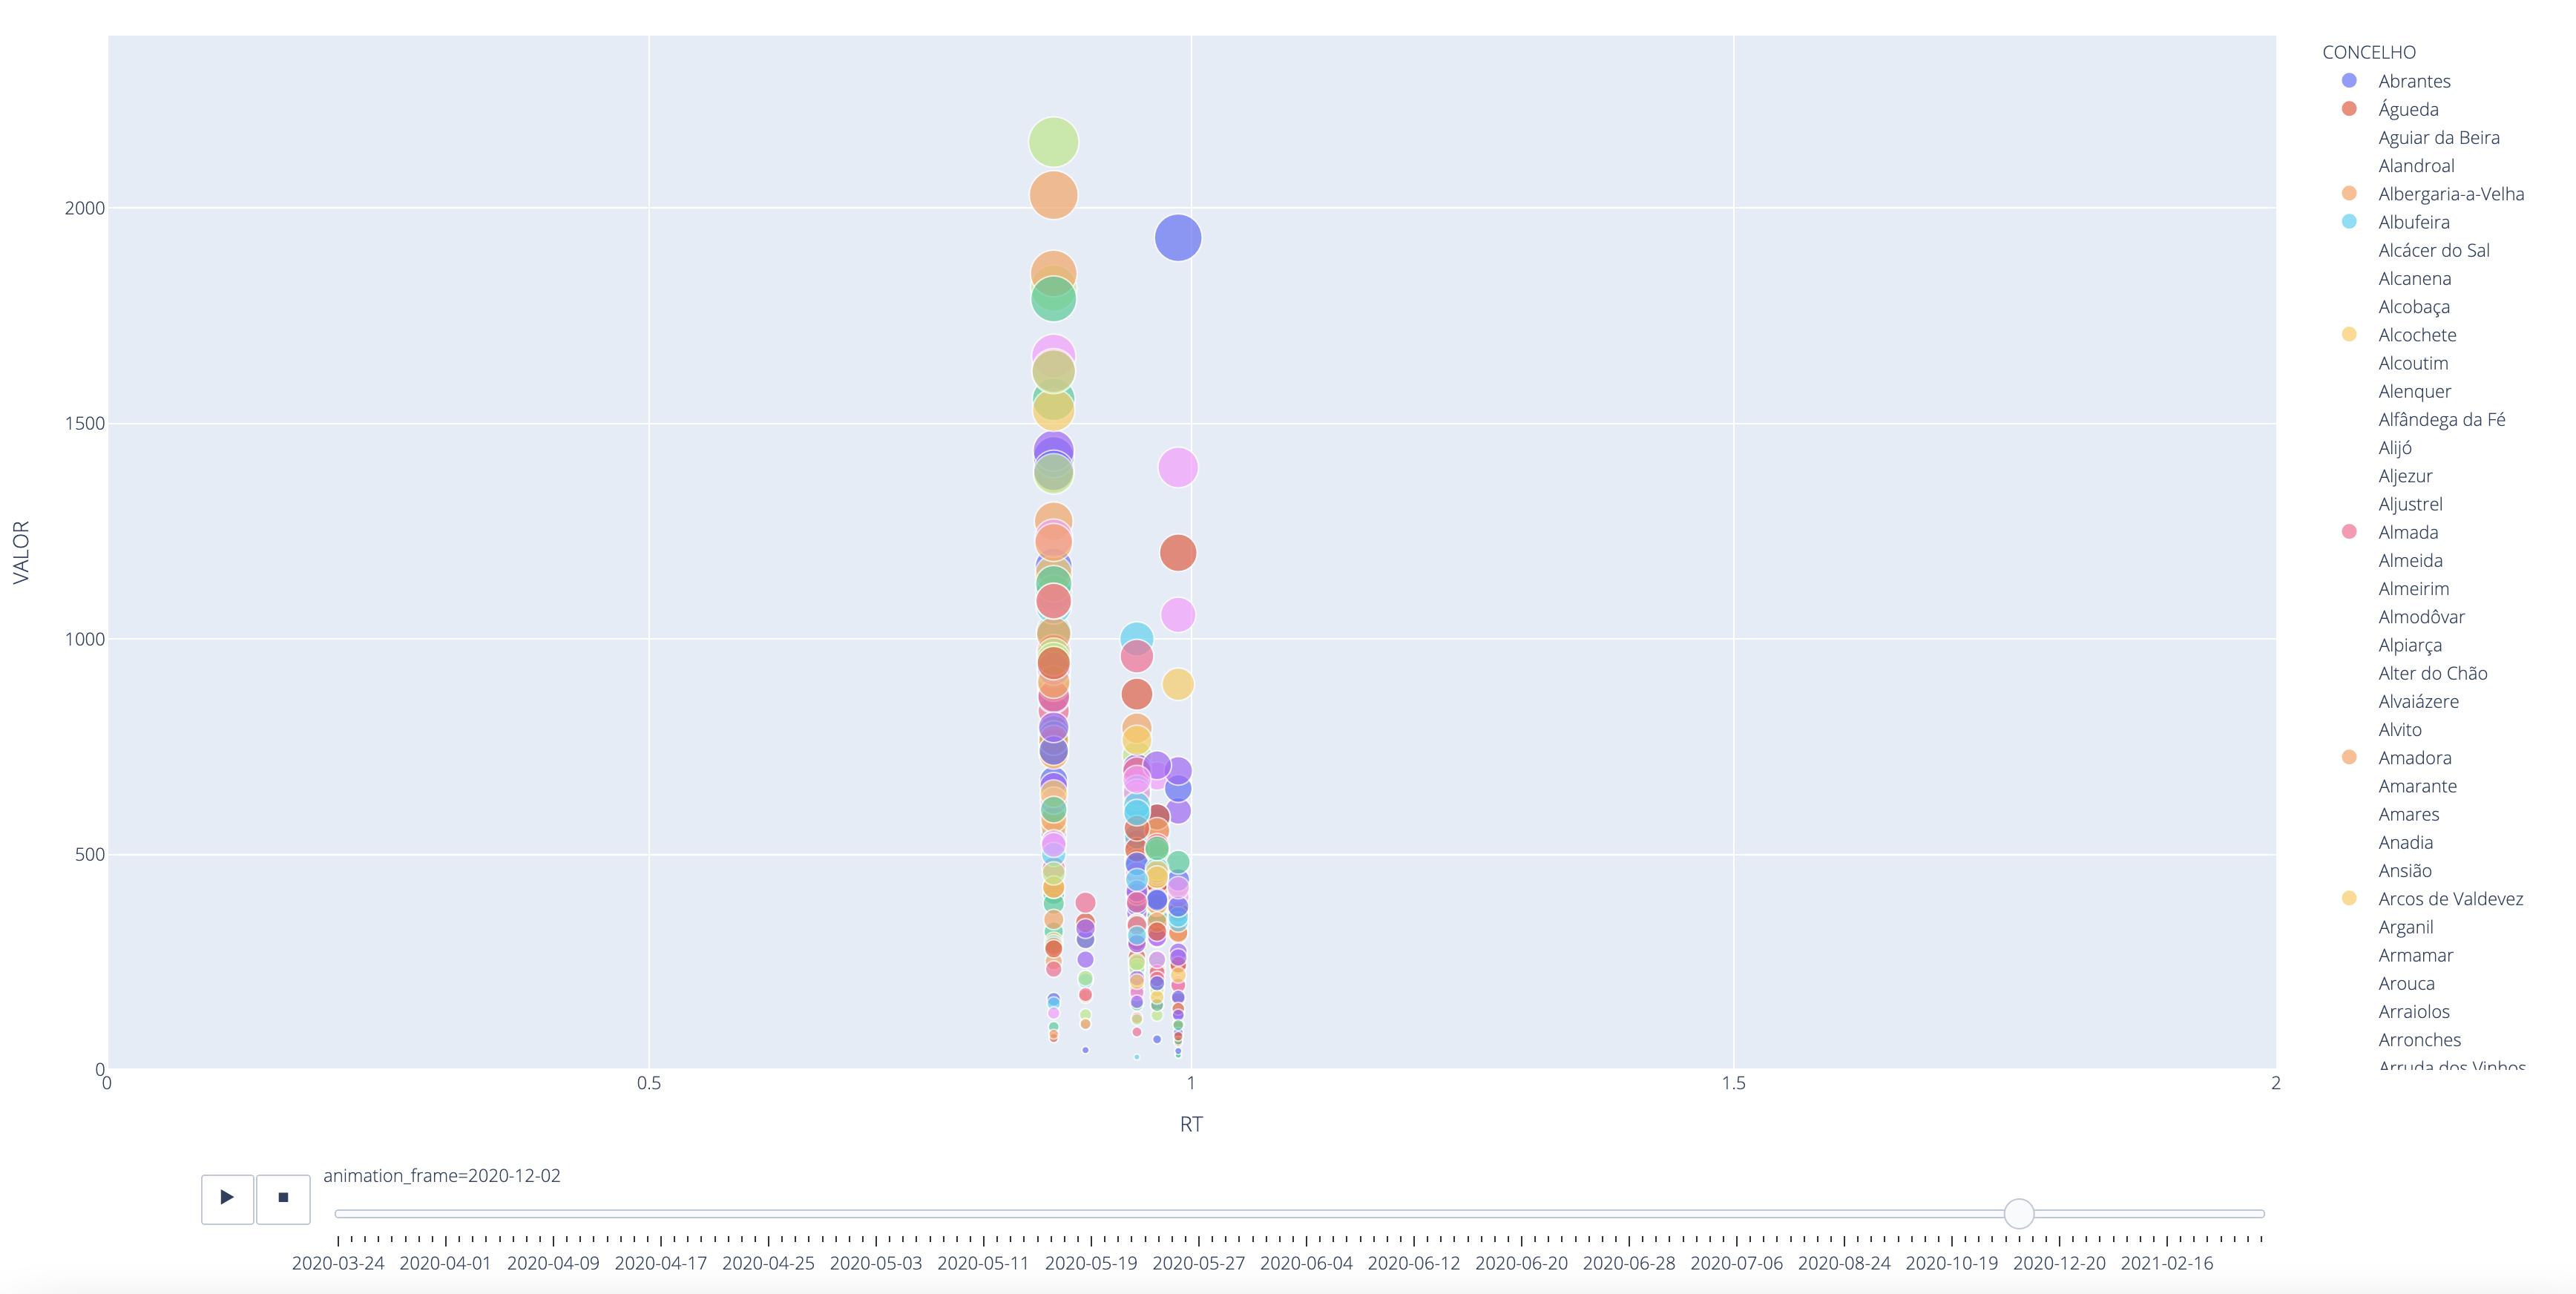 CONCELHO
Abrantes
Águeda
Aguiar da Beira
Alandroal
Albergaria-a-Velha
Albufeira
Alcácer do Sal
Alcanena
Alcobaça
Alcochete
Alcoutim
Alenquer
Alfândega da Fé
Alijó
Aljezur
Aljustrel
Almada
Almeida
Almeirim
Almodôvar
Alpiarça
Alter do Chão
Alvaiázere
Alvito
Amadora
Amarante
Amares
Anadia
Ansião
Arcos de Valdevez
Arganil
Armamar
Arouca
Arraiolos
Arronches
Arruda dos Vinhos
VALOR
2000
1500
1000
500
0
0 0.5 1 1.5 2
RT
animation_frame=2020-12-02
2020-03-24 2020-04-01 2020-04-09 2020-04-17 2020-04-25 2020-05-03 2020-05-11 2020-05-19 2020-05-27 2020-06-04 2020-06-12 2020-06-20 2020-06-28 2020-07-06 2020-08-24 2020-10-19 2020-12-20 2021-02-16